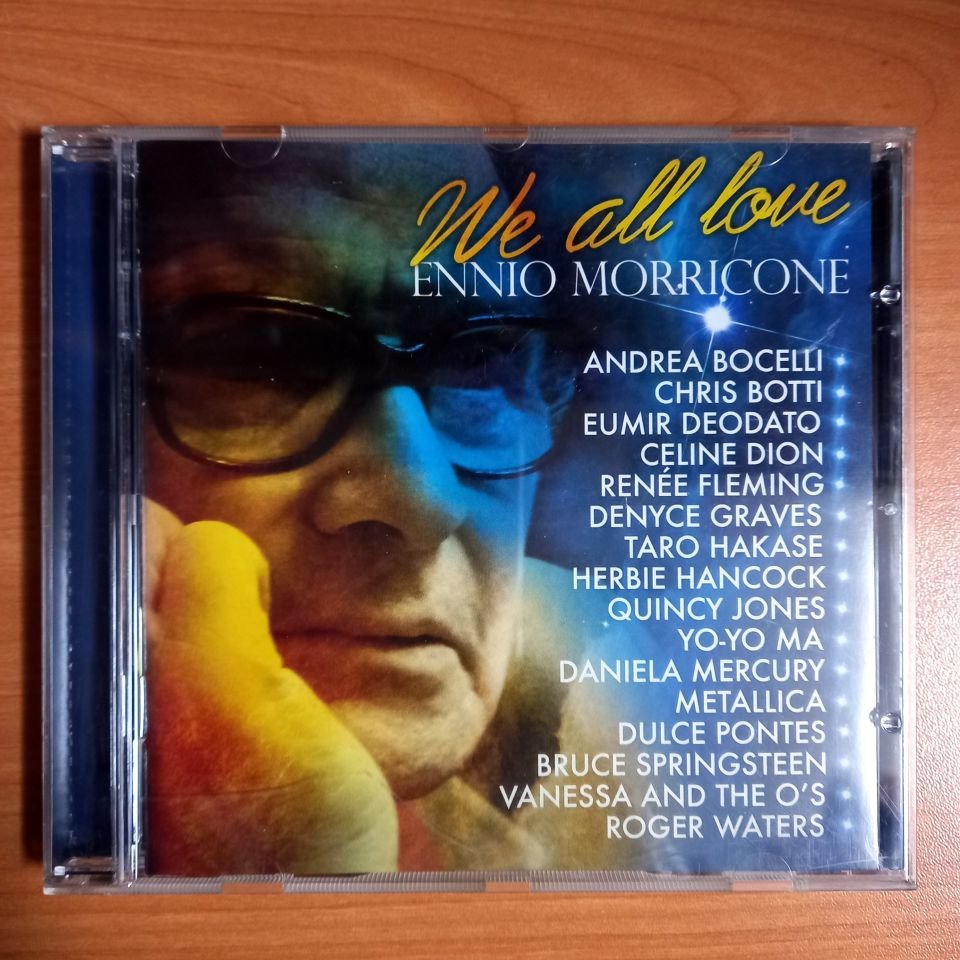 We all love
ENNIO MORRICONE
ANDREA BOCELLI
CHRIS BOTTI
EUMIR DEODATO
CELINE DION
RENÉE FLEMING
DENYCE GRAVES
TARO HAKASE
HERBIE HANCOCK
QUINCY JONES
YO-YO MA
DANIELA MERCURY
METALLICA
DULCE PONTES
BRUCE SPRINGSTEEN
VANESSA AND THE O'S
ROGER WATERS